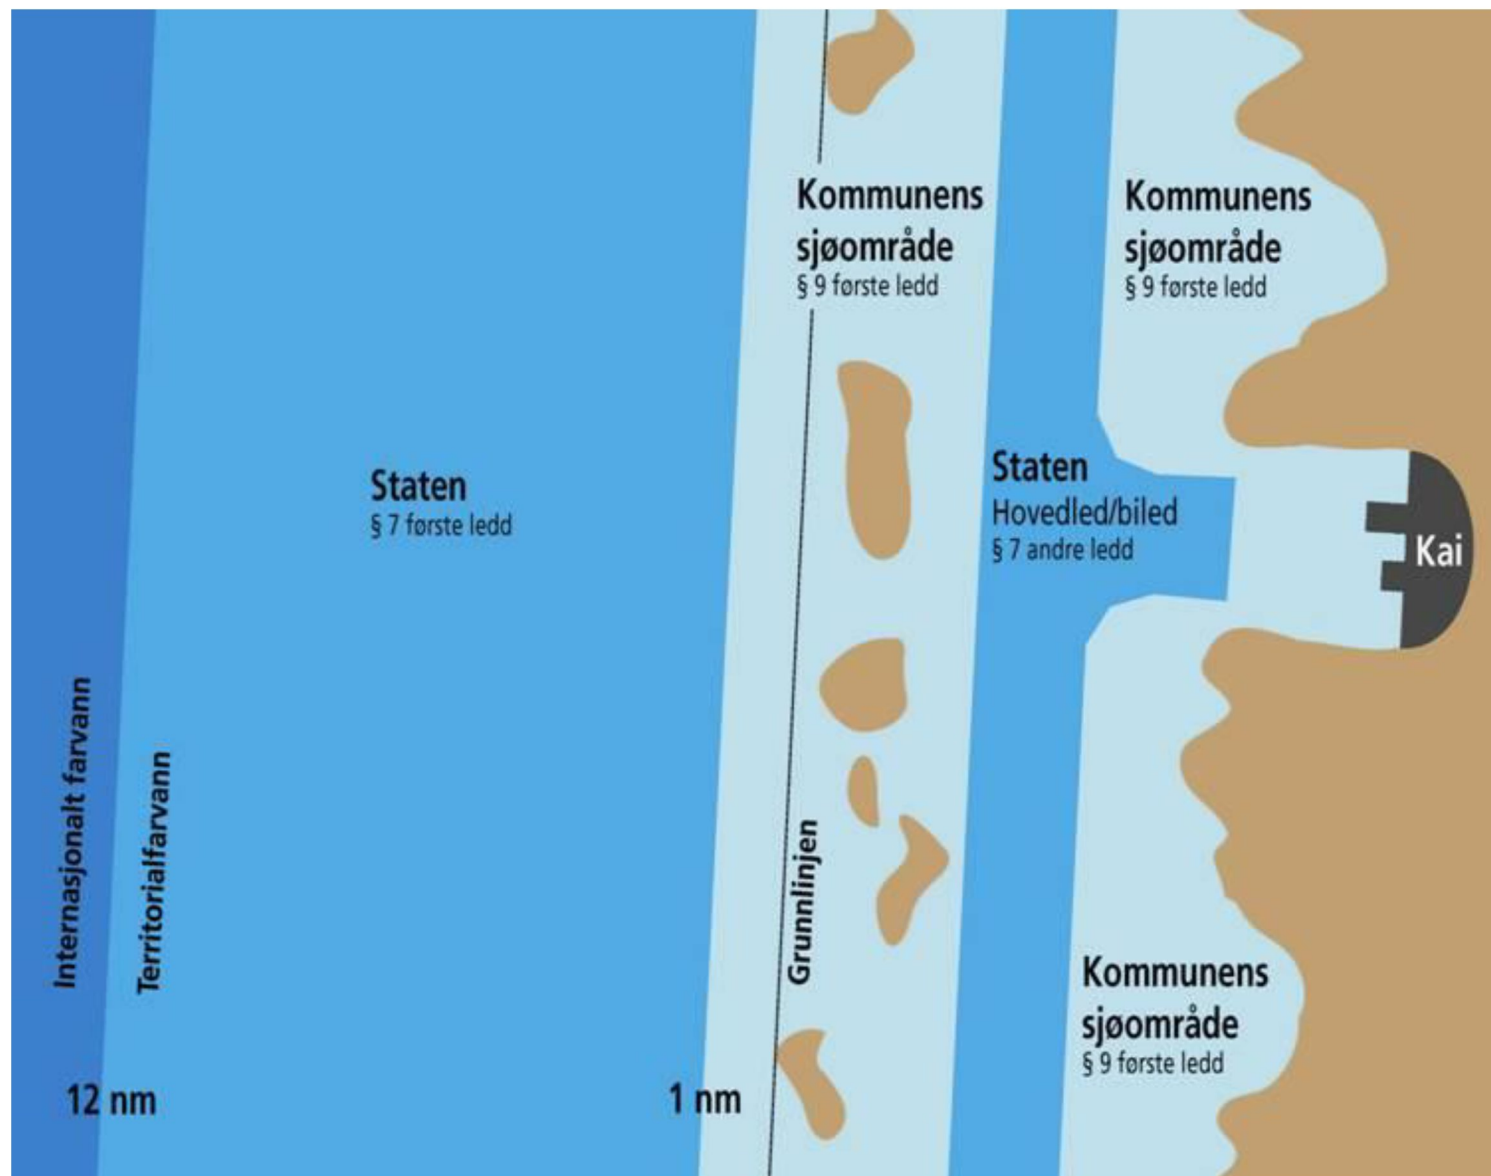 Kommunens
sjøområde
§ 9 første ledd
Kommunens
sjøområde
§ 9 første ledd
Staten
§ 7 første ledd
Staten
Hovedled/biled
§ 7 andre ledd
Kai
Internasjonalt farvann
Territorialfarvann
Grunnlinjen
Kommunens
sjøområde
§ 9 første ledd
12 nm
1 nm